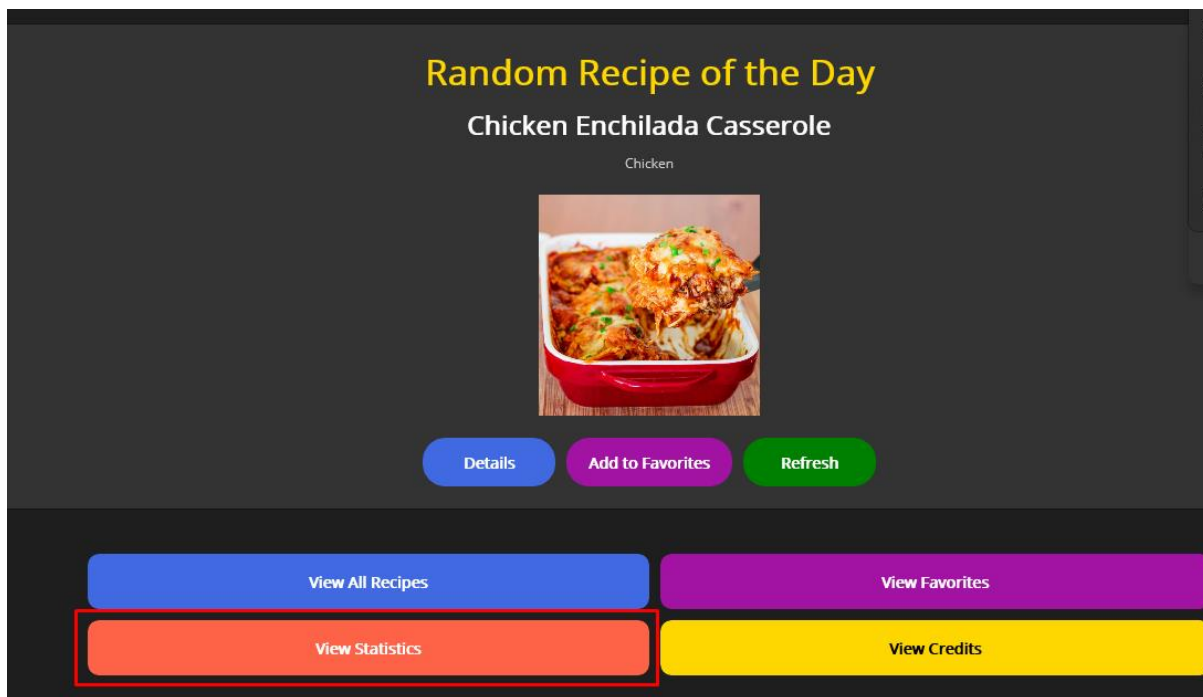 Random Recipe of the Day
Chicken Enchilada Casserole
Chicken
Details Add to Favorites Refresh
View All Recipes View Favorites
View Statistics View Credits